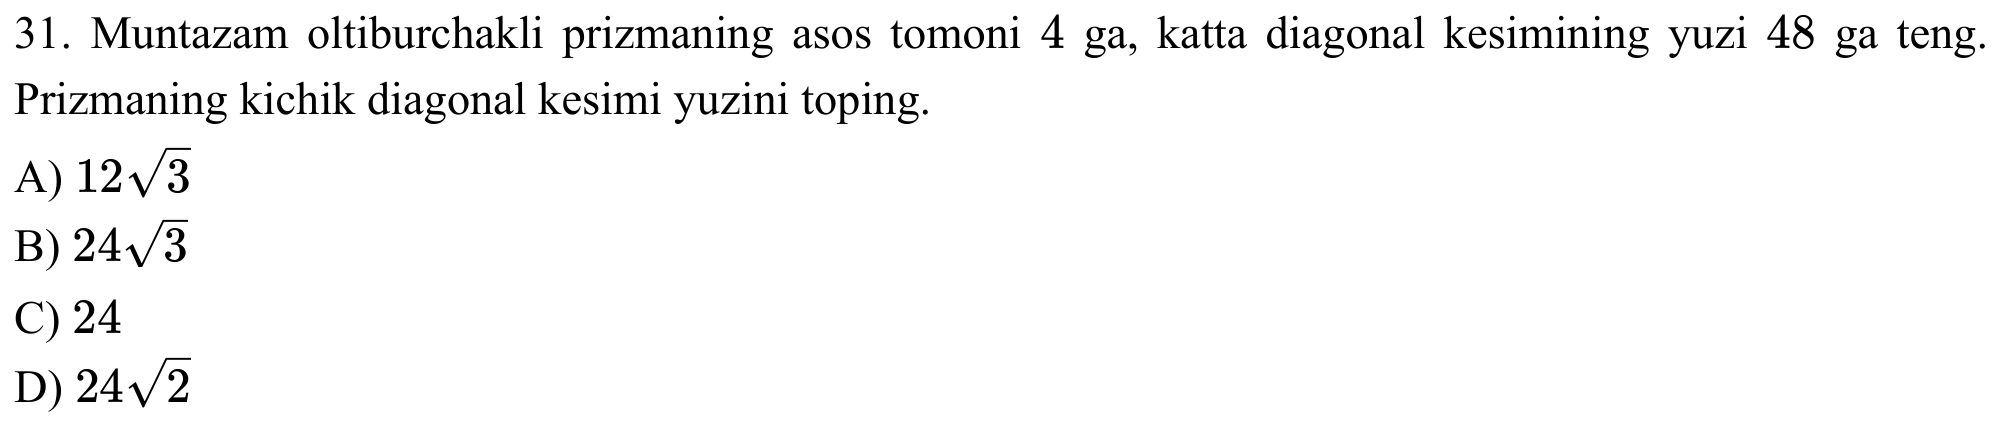 31. Muntazam oltiburchakli prizmaning asos tomoni 4 ga, katta diagonal kesimining yuzi 48 ga teng.
Prizmaning kichik diagonal kesimi yuzini toping.
A) 12√3
B) 24√3
C) 24
D) 24√2